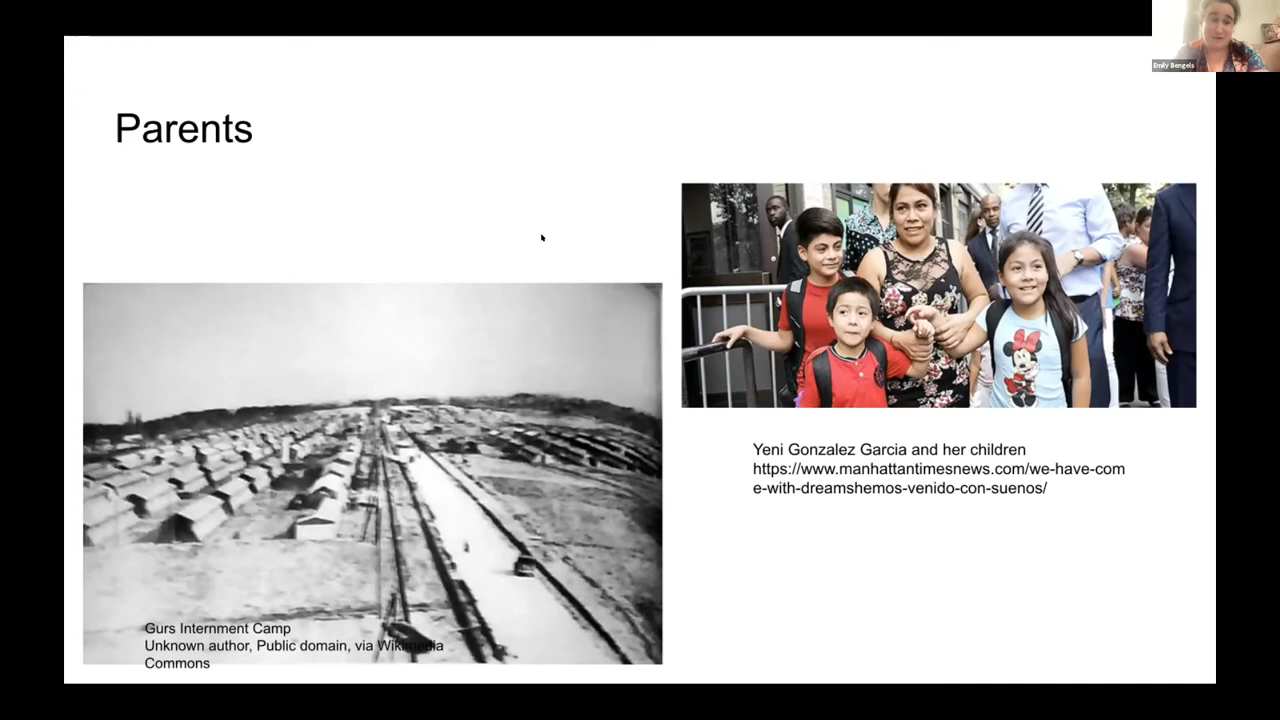 Emily Bengels
Parents
Yeni Gonzalez Garcia and her children
https://www.manhattantimesnews.com/we-have-com
e-with-dreamshemos-venido-con-suenos/
Gurs Internment Camp
Unknown author, Public domain, via Wikimedia
Commons